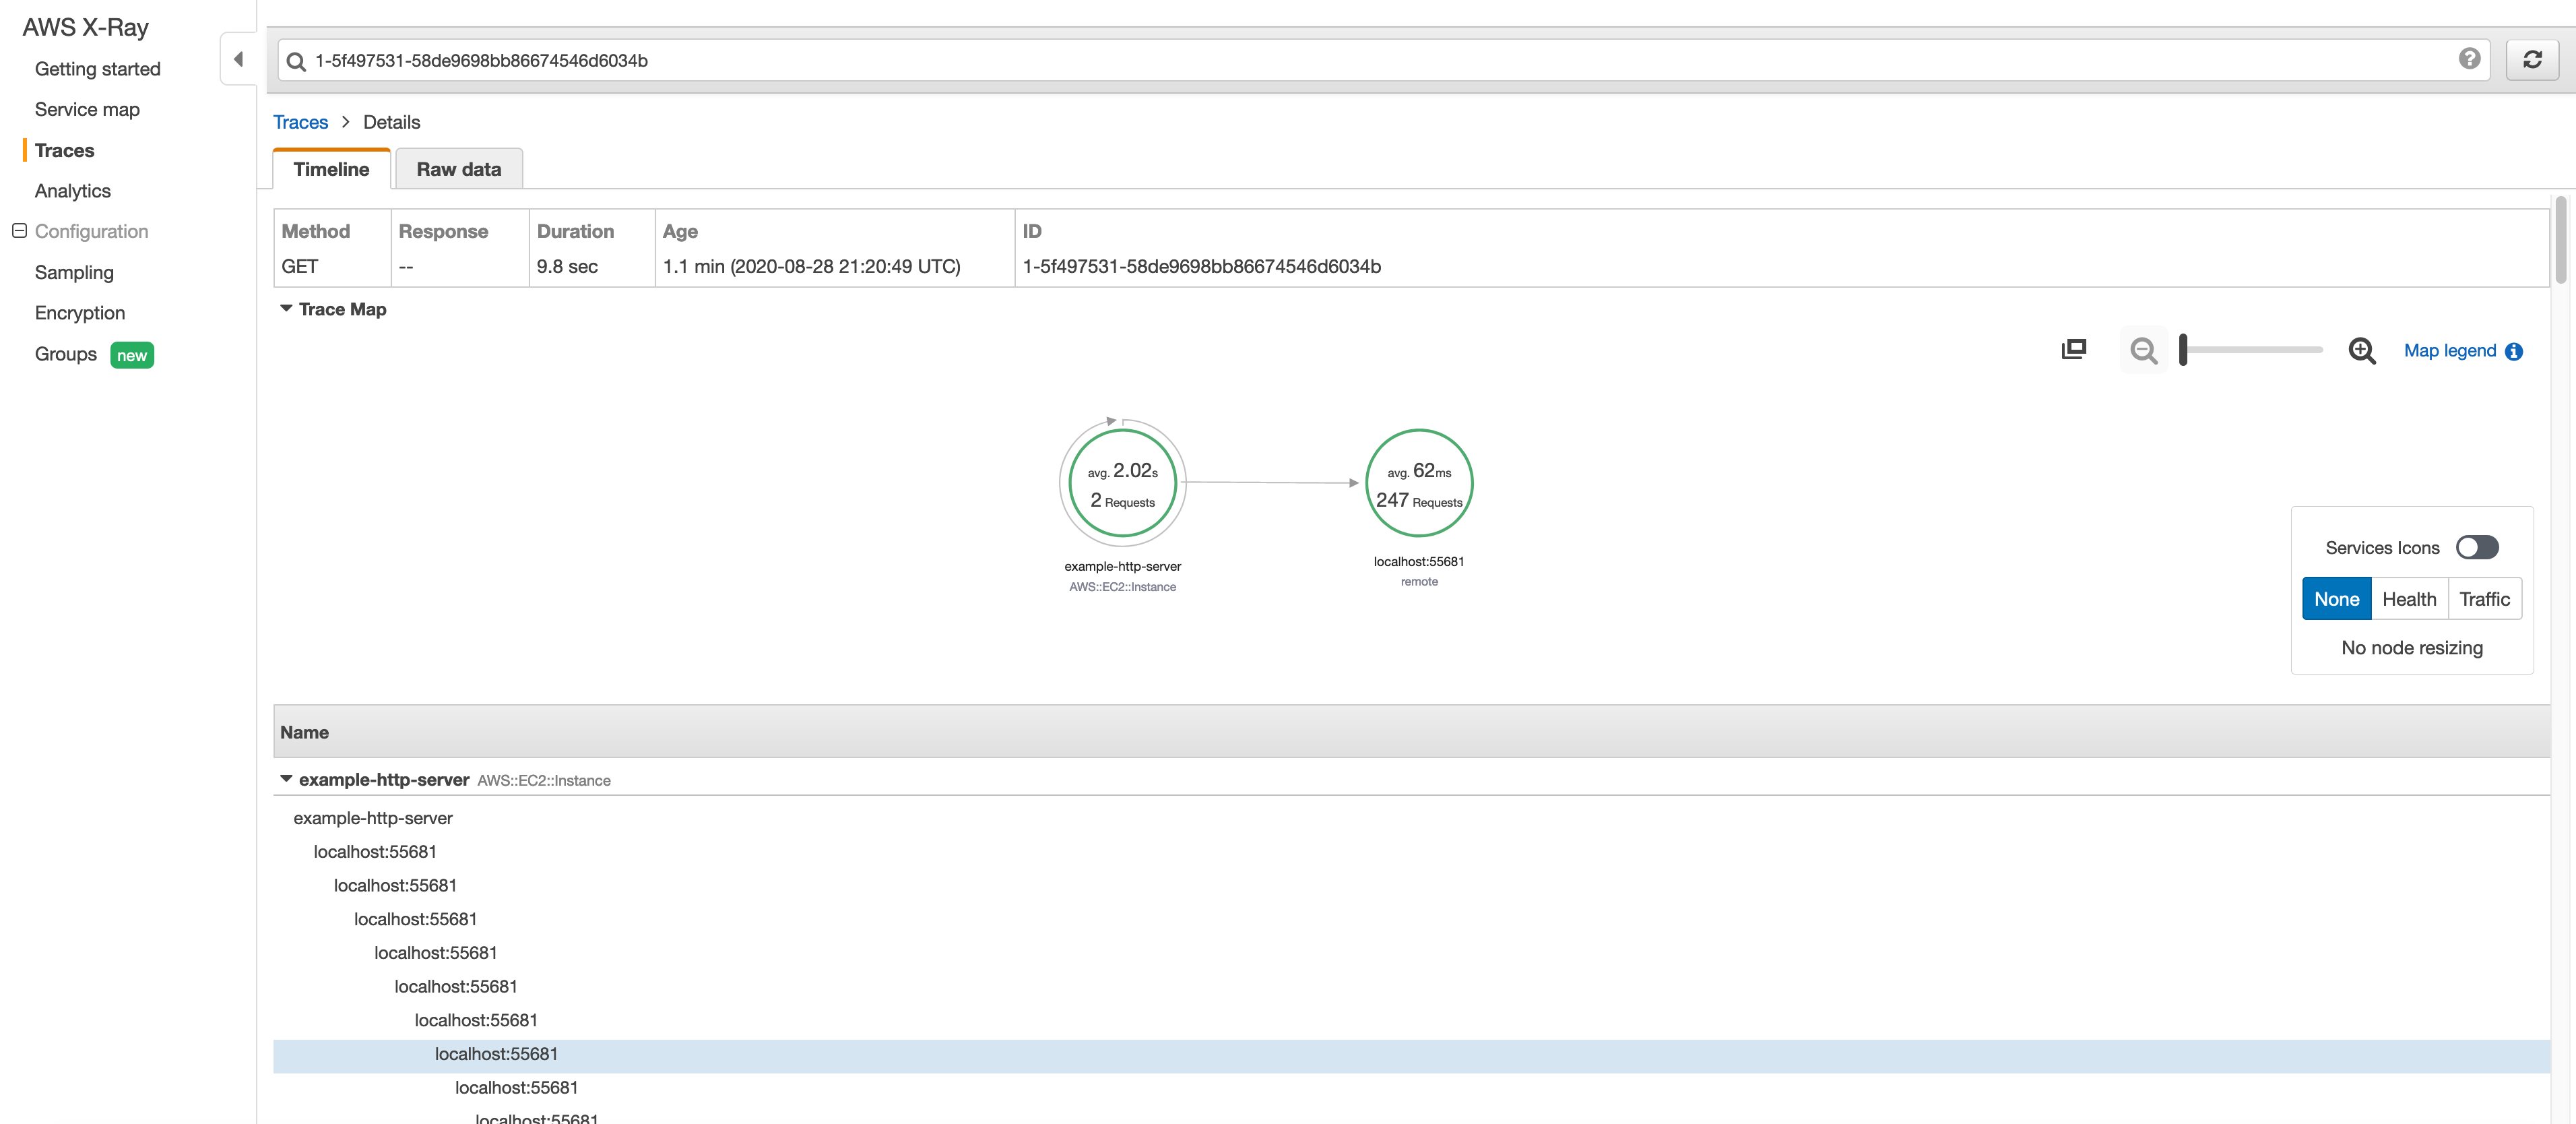 AWS X-Ray
Getting started
Service map
Traces
Analytics
Configuration
Sampling
Encryption
Groups new
1-5f497531-58de9698bb86674546d6034b
Traces > Details
Timeline Raw data
Method Response Duration Age ID
GET -- 9.8 sec 1.1 min (2020-08-28 21:20:49 UTC) 1-5f497531-58de9698bb86674546d6034b
Trace Map
Map legend
avg. 2.02s
2 Requests
example-http-server
AWS::EC2::Instance
avg. 62ms
247 Requests
localhost:55681
remote
Services Icons
None Health Traffic
No node resizing
Name
example-http-server AWS::EC2::Instance
example-http-server
localhost:55681
localhost:55681
localhost:55681
localhost:55681
localhost:55681
localhost:55681
localhost:55681
localhost:55681
localhost:55681